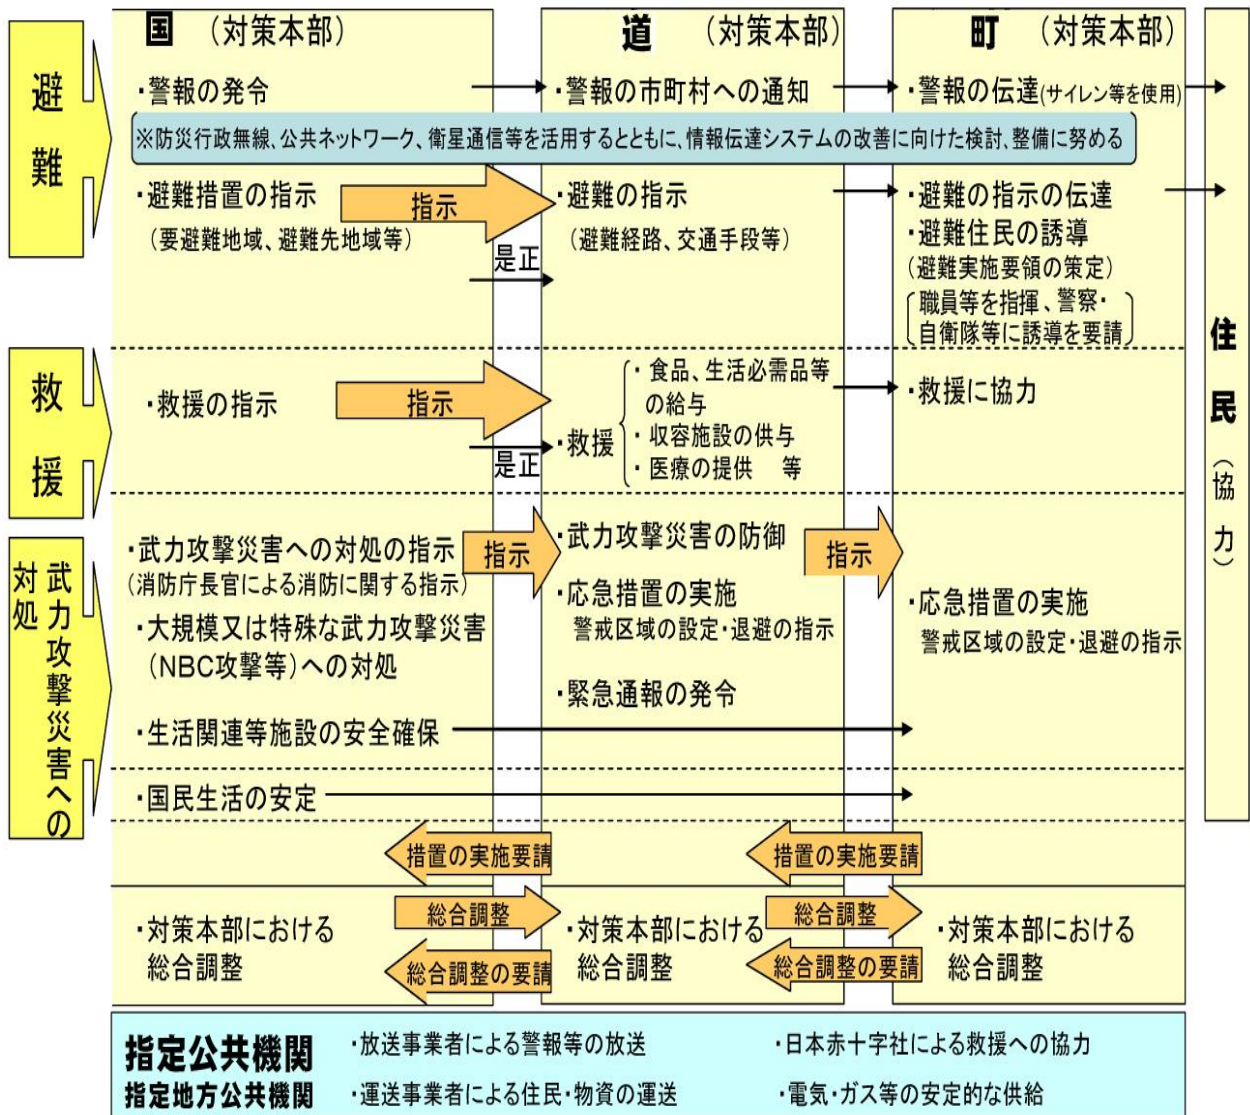 国 (対策本部)
道 (対策本部)
町 (対策本部)
避難
・警報の発令
・警報の市町村への通知
・警報の伝達(サイレン等を使用)
※防災行政無線、公共ネットワーク、衛星通信等を活用するとともに、情報伝達システムの改善に向けた検討、整備に努める
・避難措置の指示
(要避難地域、避難先地域等)
指示
是正
・避難の指示
(避難経路、交通手段等)
・避難の指示の伝達
・避難住民の誘導
(避難実施要領の策定)
職員等を指揮、警察・
自衛隊等に誘導を要請
住民(協力)
救援
・救援の指示
指示
是正
・救援
・食品、生活必需品等
の給与
・収容施設の供与
・医療の提供 等
・救援に協力
武力攻撃災害への
対処
・武力攻撃災害への対処の指示
(消防庁長官による消防に関する指示)
・大規模又は特殊な武力攻撃災害
(NBC攻撃等)への対処
・生活関連等施設の安全確保
指示
・武力攻撃災害の防御
・応急措置の実施
警戒区域の設定・退避の指示
・緊急通報の発令
指示
・応急措置の実施
警戒区域の設定・退避の指示
・国民生活の安定
措置の実施要請
措置の実施要請
・対策本部における
総合調整
総合調整
総合調整の要請
・対策本部における
総合調整
総合調整
総合調整の要請
・対策本部における
総合調整
指定公共機関
指定地方公共機関
・放送事業者による警報等の放送
・日本赤十字社による救援への協力
・運送事業者による住民・物資の運送
・電気・ガス等の安定的な供給